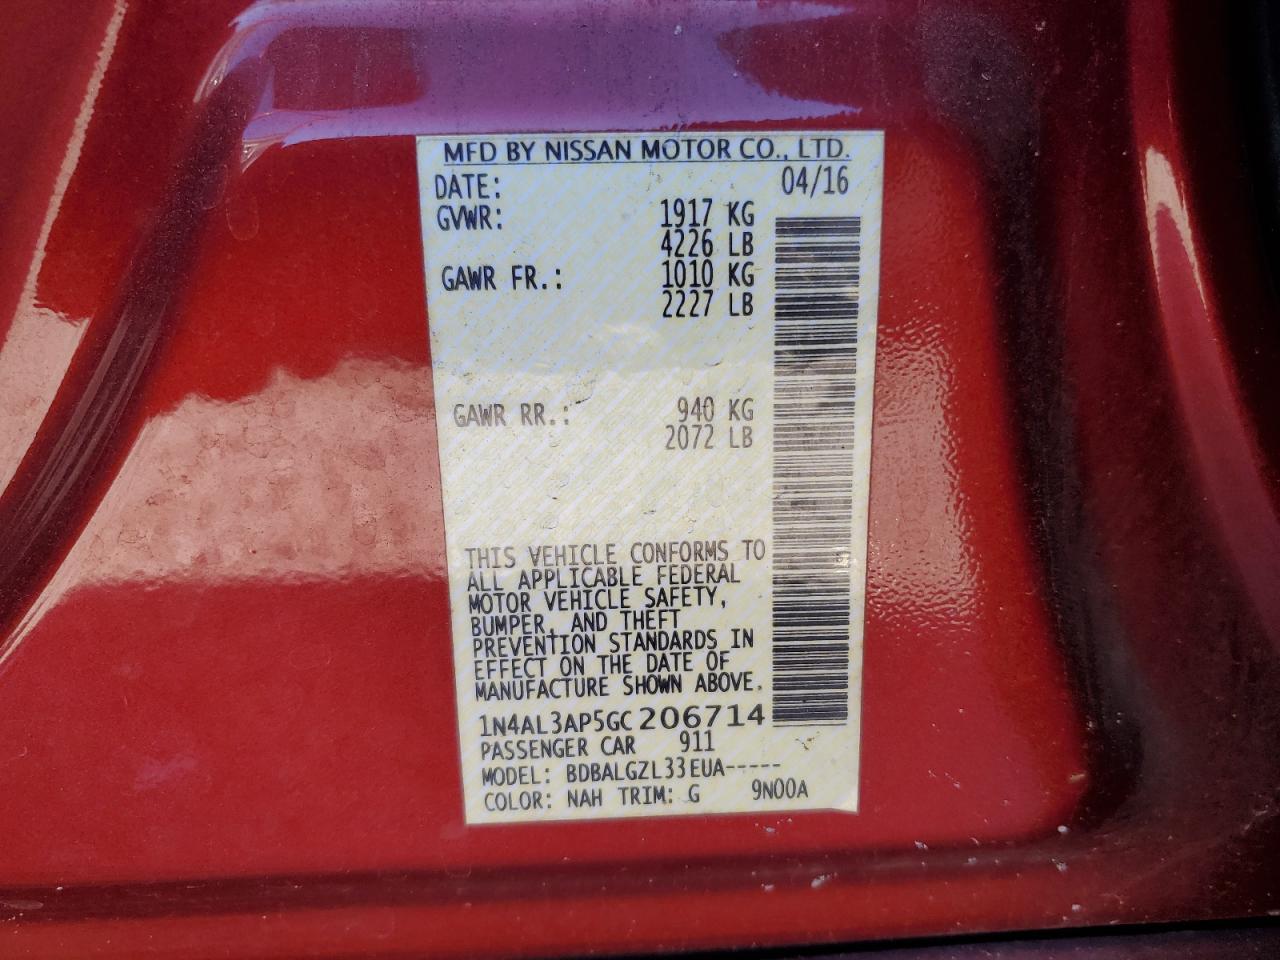 MFD BY NISSAN MOTOR CO., LTD.
DATE: 04/16
GVWR: 1917 KG
4226 LB
GAWR FR.: 1010 KG
2227 LB
GAWR RR.: 940 KG
2072 LB
THIS VEHICLE CONFORMS TO
ALL APPLICABLE FEDERAL
MOTOR VEHICLE SAFETY,
BUMPER, AND THEFT
PREVENTION STANDARDS IN
EFFECT ON THE DATE OF
MANUFACTURE SHOWN ABOVE.
1N4AL3AP5GC206714
PASSENGER CAR 911
MODEL: BDBALGZL33EUA-----
COLOR: NAH TRIM: G 9N00A